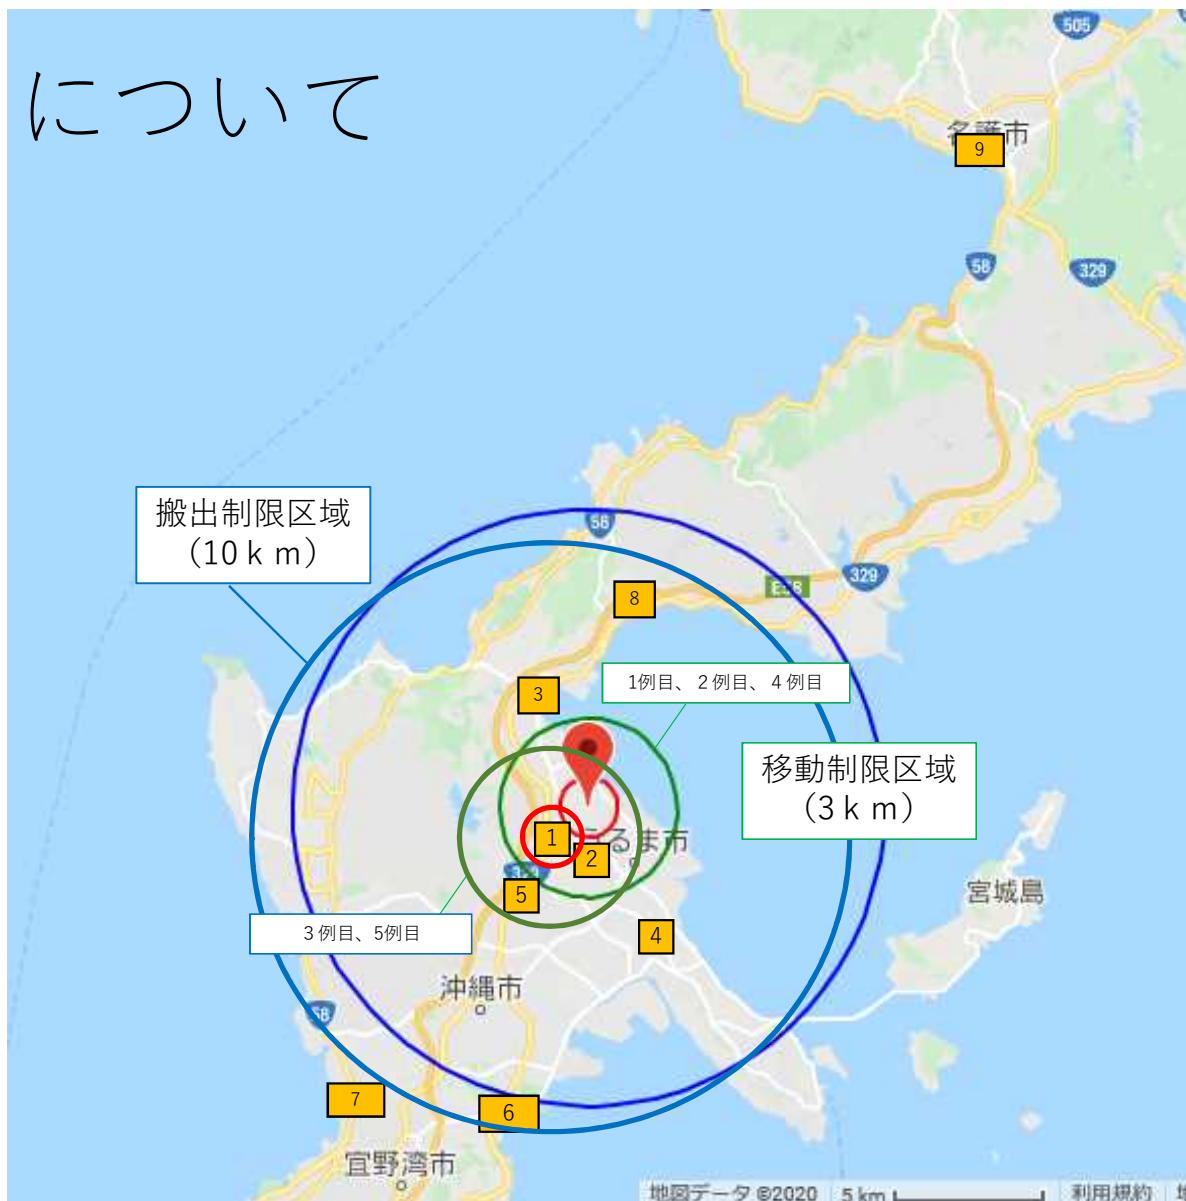 について
505
名護市
9
58
329
搬出制限区域
（10ｋｍ）
58
329
8
1例目、２例目、４例目
3
移動制限区域
（3ｋｍ）
1
うるま市
2
5
宮城島
３例目、5例目
4
沖縄市
58
7
6
宜野湾市
地図データ ©2020
5 km
利用規約